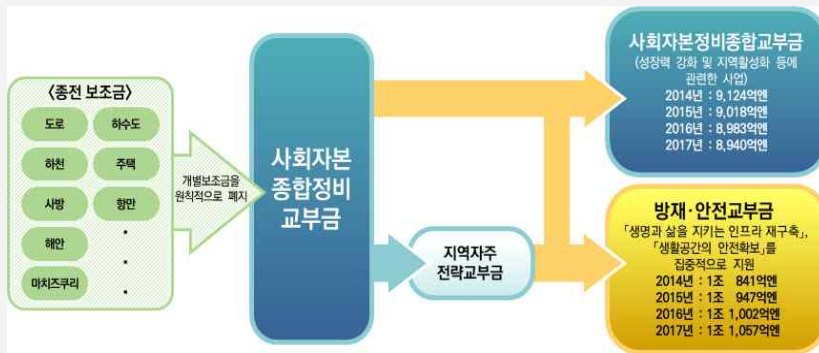 〈종전 보조금〉
도로
하수도
하천
주택
사방
항만
해안
마치즈쿠리
개별보조금을
원칙적으로 폐지
사회자본
종합정비
교부금
지역자주
전략교부금
사회자본정비종합교부금
(성장력 강화 및 지역활성화 등에
관련한 사업)
2014년 : 9,124억엔
2015년 : 9,018억엔
2016년 : 8,983억엔
2017년 : 8,940억엔
방재·안전교부금
「생명과 삶을 지키는 인프라 재구축」,
「생활공간의 안전확보」를
집중적으로 지원
2014년 : 1조 841억엔
2015년 : 1조 947억엔
2016년 : 1조 1,002억엔
2017년 : 1조 1,057억엔